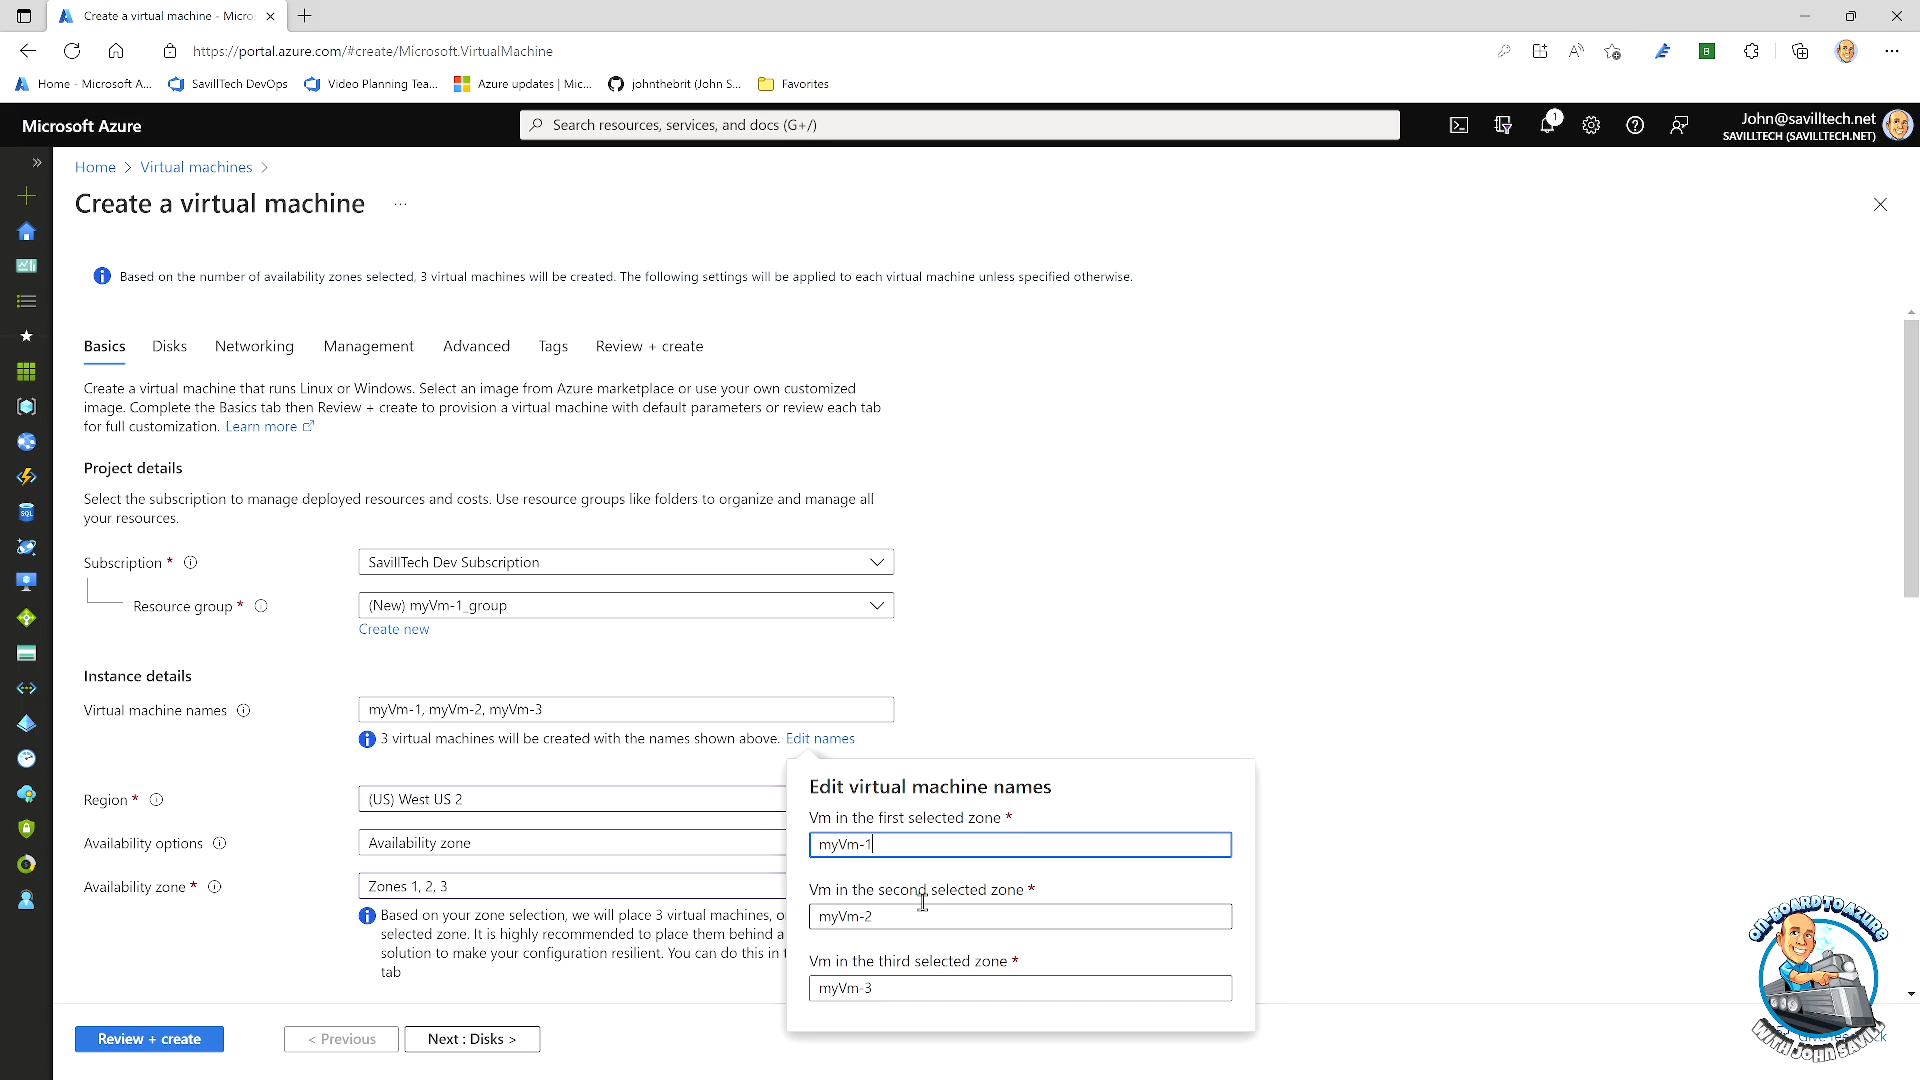 Create a virtual machine - Micro
https://portal.azure.com/#create/Microsoft.VirtualMachine
Home - Microsoft A...
SavillTech DevOps
Video Planning Tea...
Azure updates | Mic...
johnthebrit (John S...
Favorites
Microsoft Azure
Search resources, services, and docs (G+/)
1
John@savilltech.net
SAVILLTECH (SAVILLTECH.NET)
Home > Virtual machines >
Create a virtual machine ...
Based on the number of availability zones selected, 3 virtual machines will be created. The following settings will be applied to each virtual machine unless specified otherwise.
Basics Disks Networking Management Advanced Tags Review + create
Create a virtual machine that runs Linux or Windows. Select an image from Azure marketplace or use your own customized
image. Complete the Basics tab then Review + create to provision a virtual machine with default parameters or review each tab
for full customization. Learn more
Project details
Select the subscription to manage deployed resources and costs. Use resource groups like folders to organize and manage all
your resources.
Subscription *
SavillTech Dev Subscription
Resource group *
(New) myVm-1_group
Create new
Instance details
Virtual machine names
myVm-1, myVm-2, myVm-3
3 virtual machines will be created with the names shown above. Edit names
Region *
(US) West US 2
Availability options
Availability zone
Availability zone *
Zones 1, 2, 3
Based on your zone selection, we will place 3 virtual machines, o
selected zone. It is highly recommended to place them behind a
solution to make your configuration resilient. You can do this in
tab
Edit virtual machine names
Vm in the first selected zone *
myVm-1
Vm in the second selected zone *
myVm-2
Vm in the third selected zone *
myVm-3
Review + create
< Previous
Next : Disks >
ON-BOARD TO AZURE
WITH JOHN SAVILL